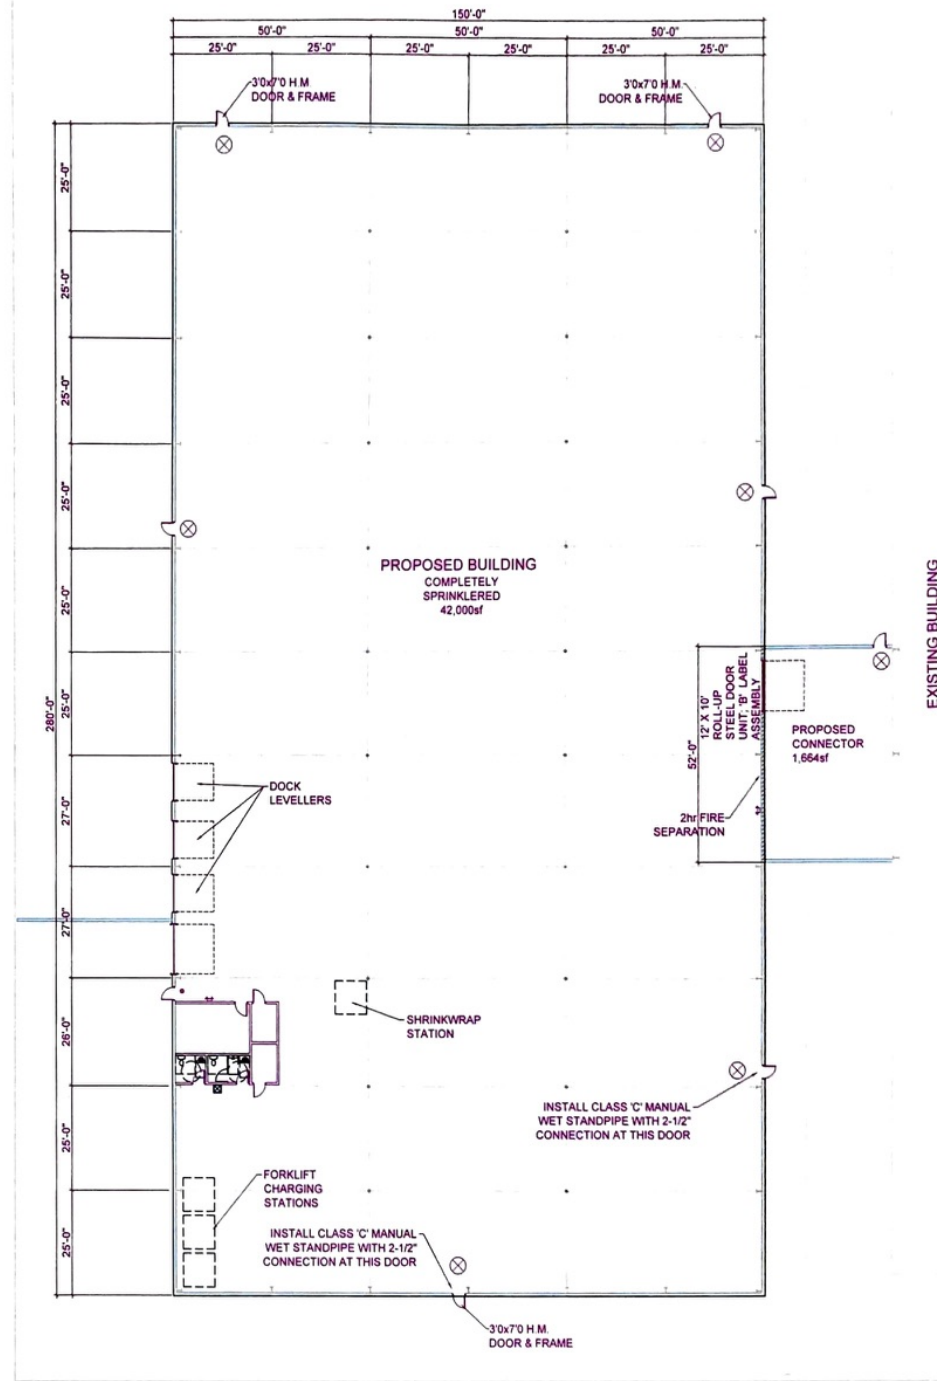 150'-0"
50'-0" 50'-0" 50'-0"
25'-0" 25'-0" 25'-0" 25'-0" 25'-0" 25'-0"
3'0x7'0 H.M
DOOR & FRAME
3'0x7'0 H.M.
DOOR & FRAME
280'-0"
25'-0"
25'-0"
25'-0"
25'-0"
25'-0"
25'-0"
27'-0"
27'-0"
26'-0"
25'-0"
25'-0"
PROPOSED BUILDING
COMPLETELY
SPRINKLERED
42,000sf
EXISTING BUILDING
12' X 10'
ROLL-UP
STEEL DOOR
UNIT; 'B' LABEL
ASSEMBLY
52'-0"
PROPOSED
CONNECTOR
1,664sf
DOCK
LEVELLERS
2hr FIRE
SEPARATION
SHRINKWRAP
STATION
INSTALL CLASS 'C' MANUAL
WET STANDPIPE WITH 2-1/2"
CONNECTION AT THIS DOOR
FORKLIFT
CHARGING
STATIONS
INSTALL CLASS 'C' MANUAL
WET STANDPIPE WITH 2-1/2"
CONNECTION AT THIS DOOR
3'0x7'0 H.M.
DOOR & FRAME